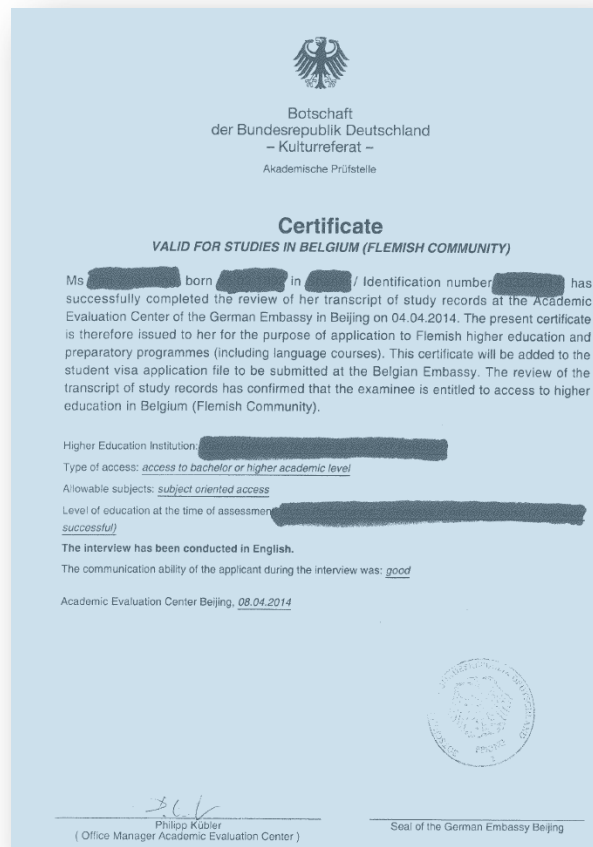 Botschaft
der Bundesrepublik Deutschland
– Kulturreferat –
Akademische Prüfstelle
Certificate
VALID FOR STUDIES IN BELGIUM (FLEMISH COMMUNITY)
Ms born in / Identification number has
successfully completed the review of her transcript of study records at the Academic
Evaluation Center of the German Embassy in Beijing on 04.04.2014. The present certificate
is therefore issued to her for the purpose of application to Flemish higher education and
preparatory programmes (including language courses). This certificate will be added to the
student visa application file to be submitted at the Belgian Embassy. The review of the
transcript of study records has confirmed that the examinee is entitled to access to higher
education in Belgium (Flemish Community).
Higher Education Institution:
Type of access: access to bachelor or higher academic level
Allowable subjects: subject oriented access
Level of education at the time of assessment
successful)
The interview has been conducted in English.
The communication ability of the applicant during the interview was: good
Academic Evaluation Center Beijing, 08.04.2014
Philipp Kübler
( Office Manager Academic Evaluation Center )
Seal of the German Embassy Beijing